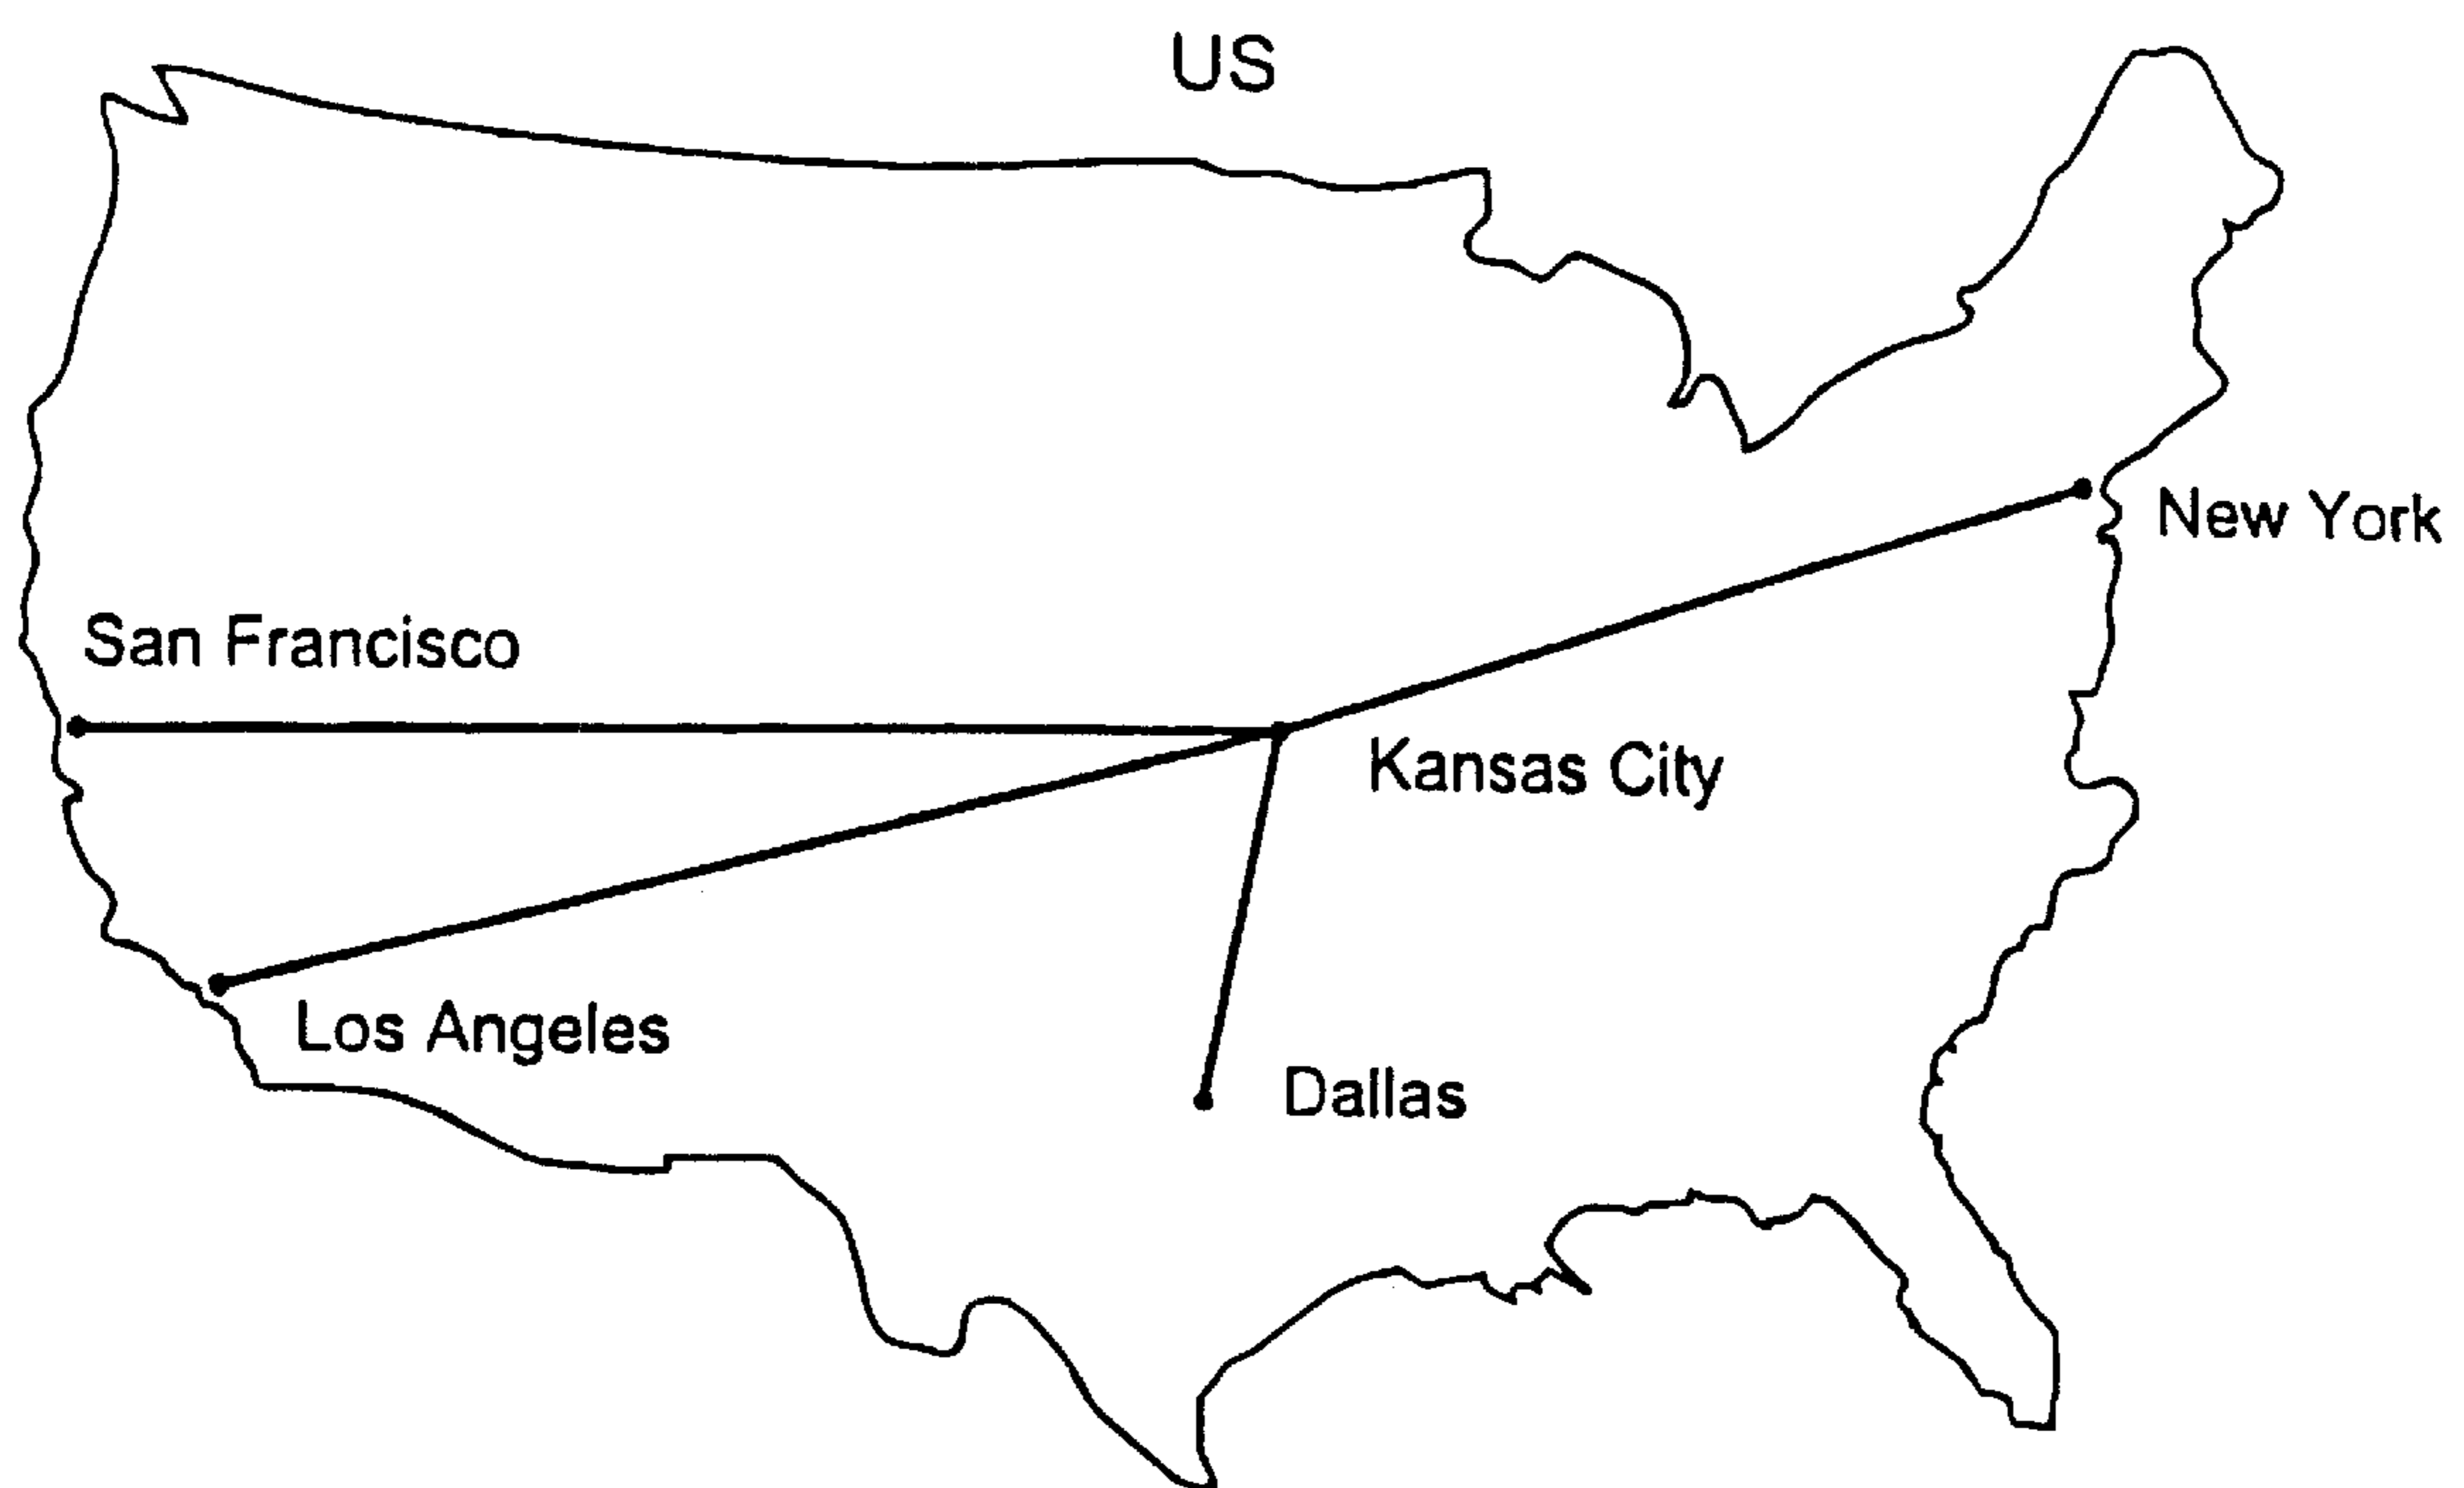 US
New York
San Francisco
Kansas City
Los Angeles
Dallas